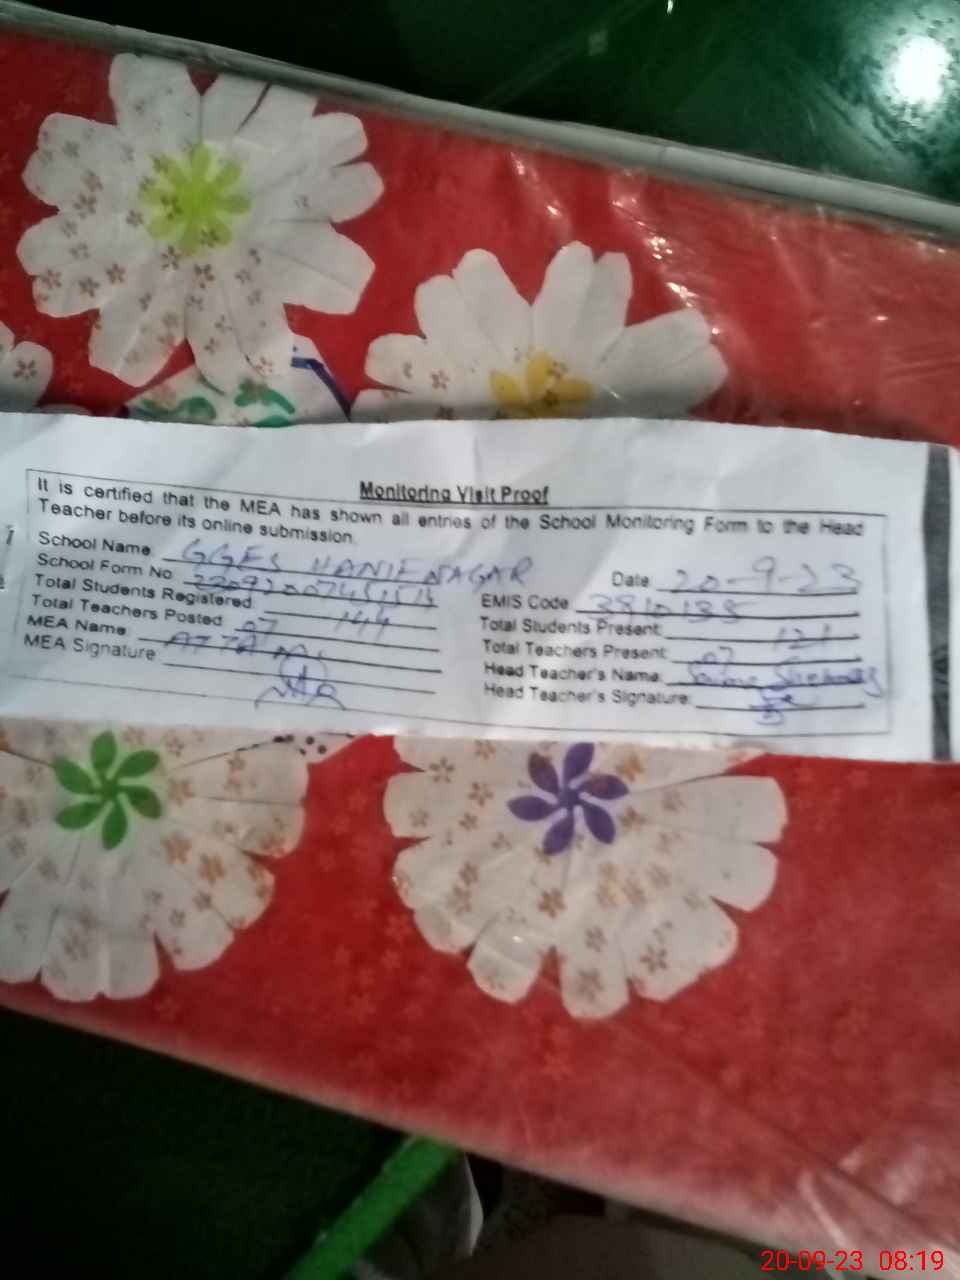 Monitoring Visit Proof
It is certified that the MEA has shown all entries of the School Monitoring Form to the Head
Teacher before its online submission.
School Name GGES HANIF NAGAR
Date 20-9-23
School Form No.
EMIS Code 3810135
Total Students Registered: 144
Total Students Present: 121
Total Teachers Posted: 07
Total Teachers Present: 07
MEA Name:
Head Teacher's Name:
MEA Signature:
Head Teacher's Signature:
20-09-23 08:19